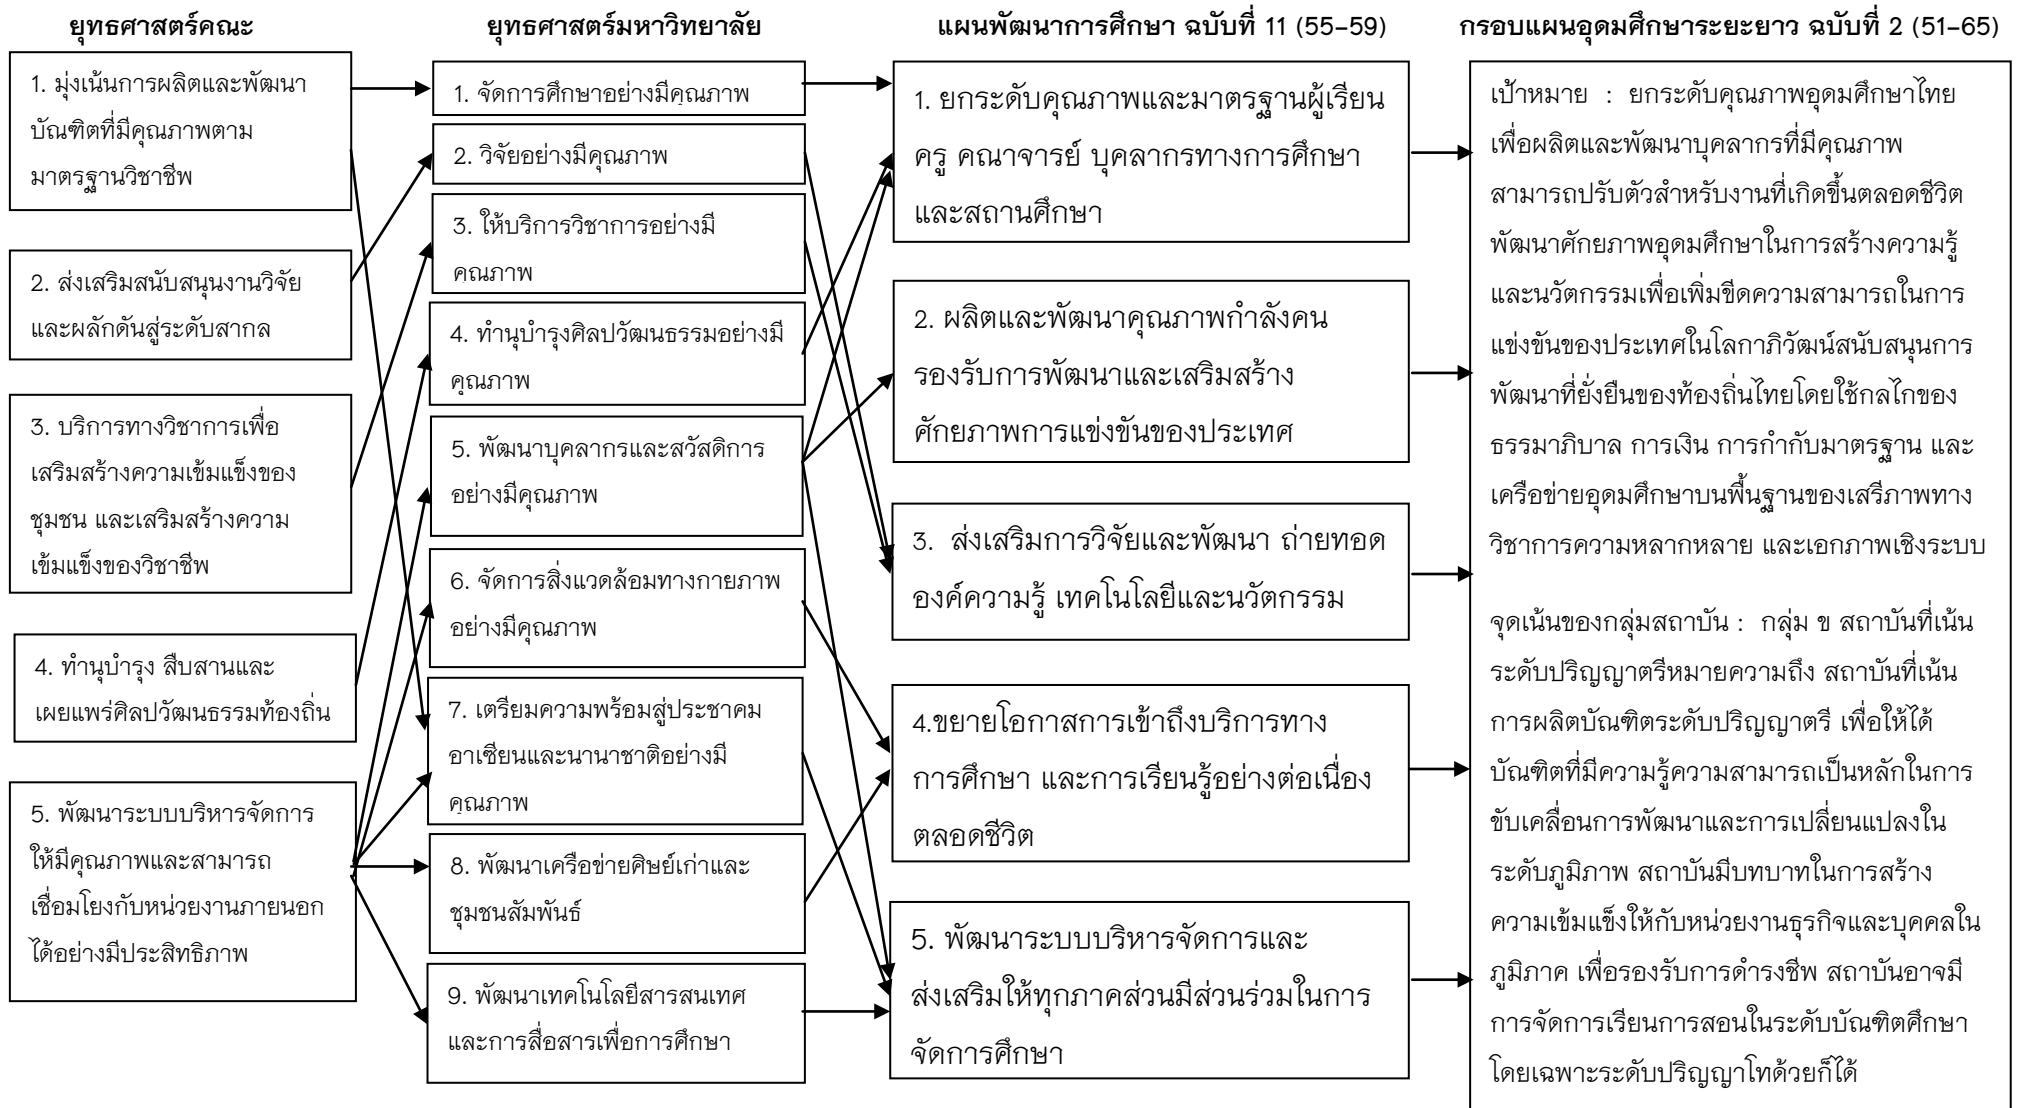 ยุทธศาสตร์คณะ
1. มุ่งเน้นการผลิตและพัฒนา
บัณฑิตที่มีคุณภาพตาม
มาตรฐานวิชาชีพ
2. ส่งเสริมสนับสนุนงานวิจัย
และผลักดันสู่ระดับสากล
3. บริการทางวิชาการเพื่อ
เสริมสร้างความเข้มแข็งของ
ชุมชน และเสริมสร้างความ
เข้มแข็งของวิชาชีพ
4. ทำนุบำรุง สืบสานและ
เผยแพร่ศิลปวัฒนธรรมท้องถิ่น
5. พัฒนาระบบบริหารจัดการ
ให้มีคุณภาพและสามารถ
เชื่อมโยงกับหน่วยงานภายนอก
ได้อย่างมีประสิทธิภาพ
ยุทธศาสตร์มหาวิทยาลัย
1. จัดการศึกษาอย่างมีคุณภาพ
2. วิจัยอย่างมีคุณภาพ
3. ให้บริการวิชาการอย่างมี
คุณภาพ
4. ทำนุบำรุงศิลปวัฒนธรรมอย่างมี
คุณภาพ
5. พัฒนาบุคลากรและสวัสดิการ
อย่างมีคุณภาพ
6. จัดการสิ่งแวดล้อมทางกายภาพ
อย่างมีคุณภาพ
7. เตรียมความพร้อมสู่ประชาคม
อาเซียนและนานาชาติอย่างมี
คุณภาพ
8. พัฒนาเครือข่ายศิษย์เก่าและ
ชุมชนสัมพันธ์
9. พัฒนาเทคโนโลยีสารสนเทศ
และการสื่อสารเพื่อการศึกษา
แผนพัฒนาการศึกษา ฉบับที่ 11 (55-59)
1. ยกระดับคุณภาพและมาตรฐานผู้เรียน
ครู คณาจารย์ บุคลากรทางการศึกษา
และสถานศึกษา
2. ผลิตและพัฒนาคุณภาพกำลังคน
รองรับการพัฒนาและเสริมสร้าง
ศักยภาพการแข่งขันของประเทศ
3. ส่งเสริมการวิจัยและพัฒนา ถ่ายทอด
องค์ความรู้ เทคโนโลยีและนวัตกรรม
4.ขยายโอกาสการเข้าถึงบริการทาง
การศึกษา และการเรียนรู้อย่างต่อเนื่อง
ตลอดชีวิต
5. พัฒนาระบบบริหารจัดการและ
ส่งเสริมให้ทุกภาคส่วนมีส่วนร่วมในการ
จัดการศึกษา
กรอบแผนอุดมศึกษาระยะยาว ฉบับที่ 2 (51-65)
เป้าหมาย : ยกระดับคุณภาพอุดมศึกษาไทย
เพื่อผลิตและพัฒนาบุคลากรที่มีคุณภาพ
สามารถปรับตัวสำหรับงานที่เกิดขึ้นตลอดชีวิต
พัฒนาศักยภาพอุดมศึกษาในการสร้างความรู้
และนวัตกรรมเพื่อเพิ่มขีดความสามารถในการ
แข่งขันของประเทศในโลกาภิวัฒน์สนับสนุนการ
พัฒนาที่ยั่งยืนของท้องถิ่นไทยโดยใช้กลไกของ
ธรรมาภิบาล การเงิน การกำกับมาตรฐาน และ
เครือข่ายอุดมศึกษาบนพื้นฐานของเสรีภาพทาง
วิชาการความหลากหลาย และเอกภาพเชิงระบบ
จุดเน้นของกลุ่มสถาบัน : กลุ่ม ข สถาบันที่เน้น
ระดับปริญญาตรีหมายความถึง สถาบันที่เน้น
การผลิตบัณฑิตระดับปริญญาตรี เพื่อให้ได้
บัณฑิตที่มีความรู้ความสามารถเป็นหลักในการ
ขับเคลื่อนการพัฒนาและการเปลี่ยนแปลงใน
ระดับภูมิภาพ สถาบันมีบทบาทในการสร้าง
ความเข้มแข็งให้กับหน่วยงานธุรกิจและบุคคลใน
ภูมิภาค เพื่อรองรับการดำรงชีพ สถาบันอาจมี
การจัดการเรียนการสอนในระดับบัณฑิตศึกษา
โดยเฉพาะระดับปริญญาโทด้วยก็ได้